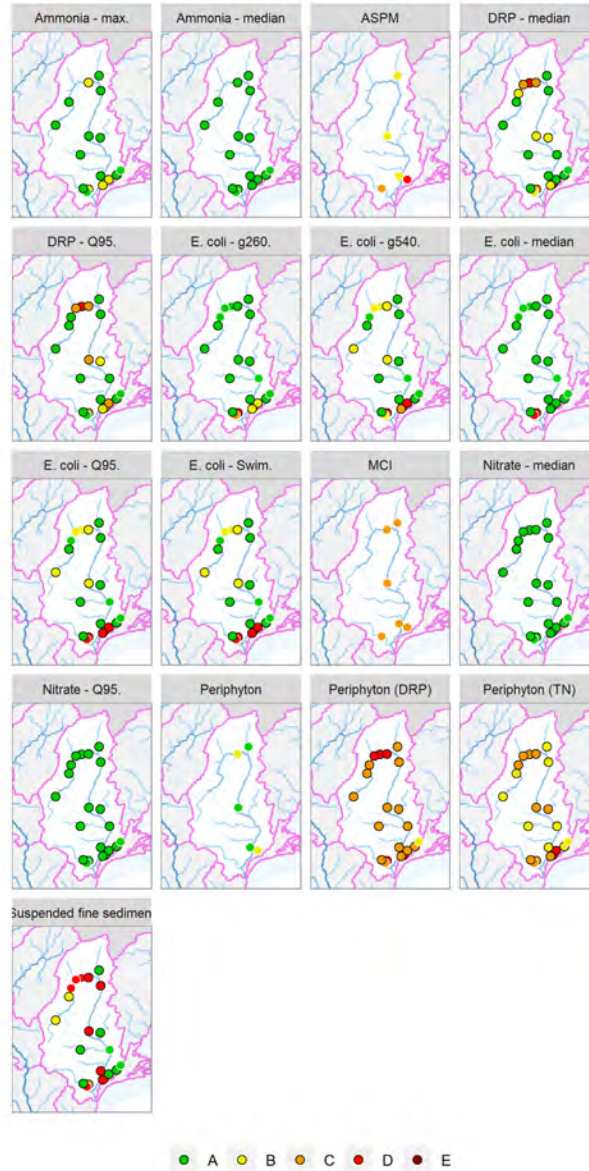 Ammonia - max. Ammonia - median ASPM DRP - median
DRP - Q95. E. coli - g260. E. coli - g540. E. coli - median
E. coli - Q95. E. coli - Swim. MCI Nitrate - median
Nitrate - Q95. Periphyton Periphyton (DRP) Periphyton (TN)
Suspended fine sedimen
A B C D E